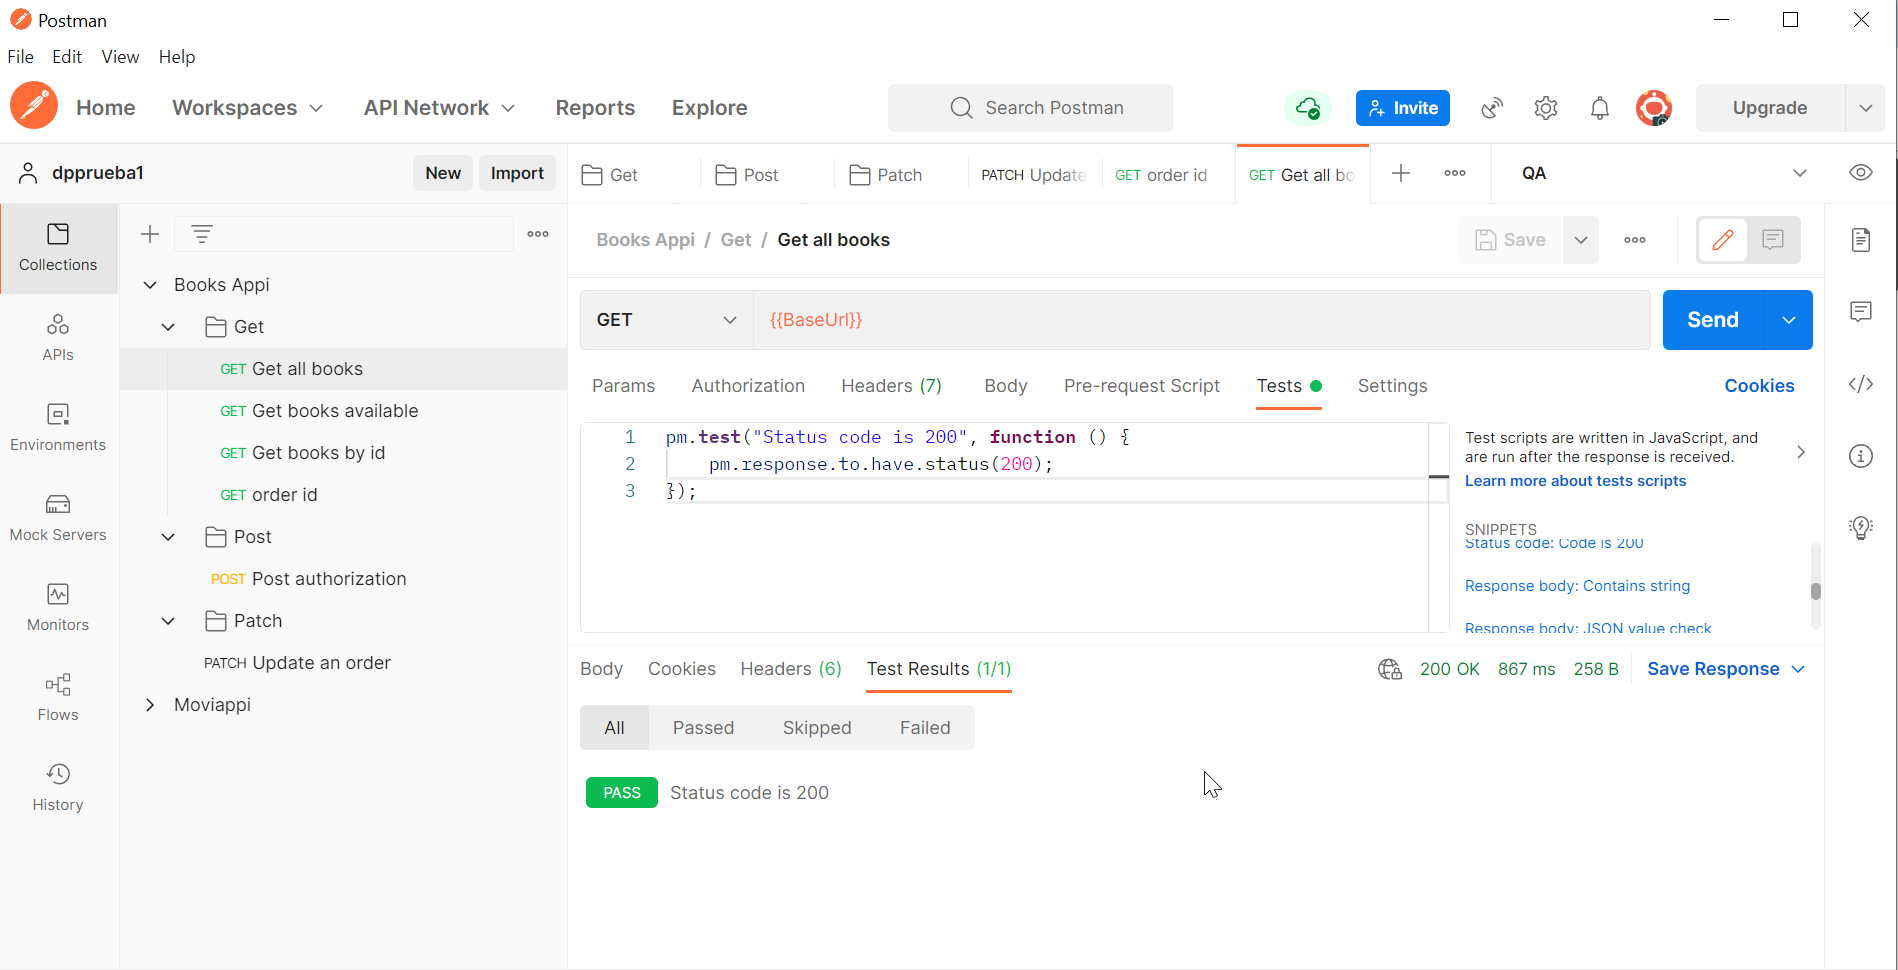 Postman
File Edit View Help
Home Workspaces API Network Reports Explore Search Postman Invite Upgrade
dpprueba1 New Import
Get Post Patch PATCH Update GET order id GET Get all bo QA
Collections
APIs
Environments
Mock Servers
Monitors
Flows
History
Books Appi
Get
GET Get all books
GET Get books available
GET Get books by id
GET order id
Post
POST Post authorization
Patch
PATCH Update an order
Moviappi
Books Appi / Get / Get all books Save
GET {{BaseUrl}} Send
Params Authorization Headers (7) Body Pre-request Script Tests Settings Cookies
1 pm.test("Status code is 200", function () {
2 pm.response.to.have.status(200);
3 });
Test scripts are written in JavaScript, and
are run after the response is received.
Learn more about tests scripts
SNIPPETS
Status code: Code is 200
Response body: Contains string
Response body: JSON value check
Body Cookies Headers (6) Test Results (1/1) 200 OK 867 ms 258 B Save Response
All Passed Skipped Failed
PASS Status code is 200